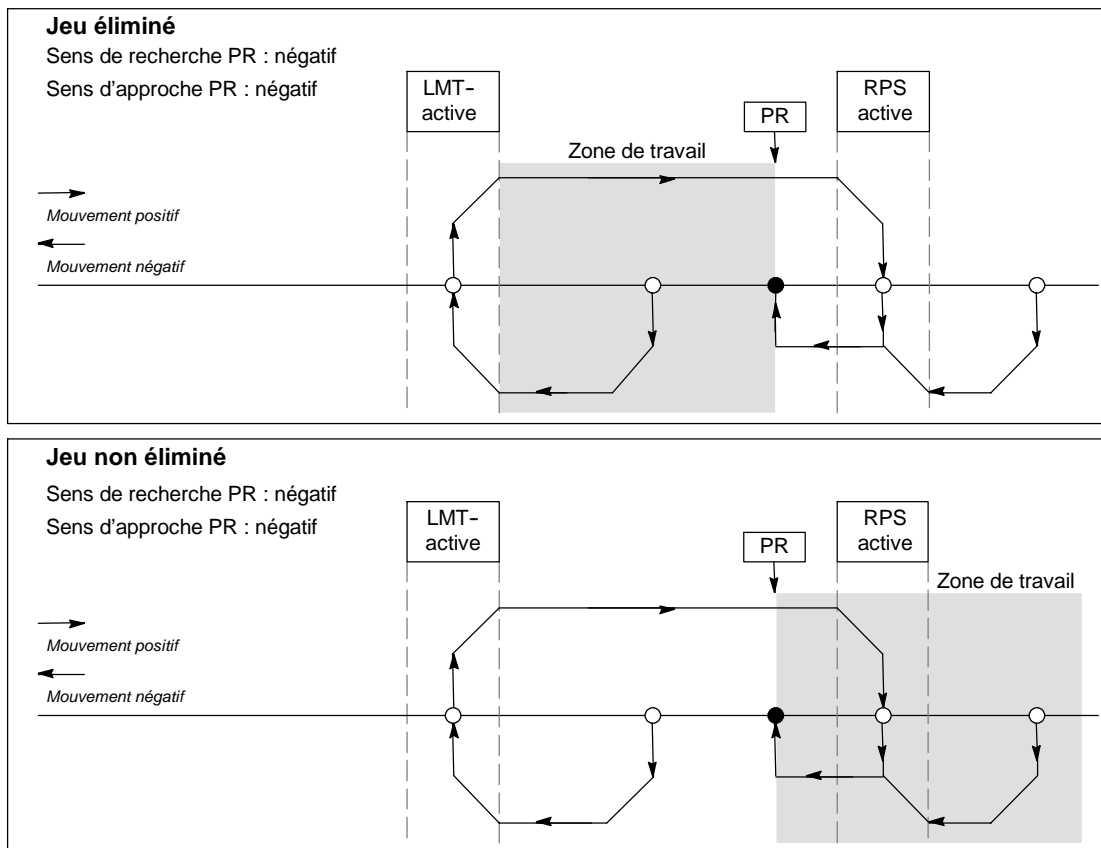 Jeu éliminé
Sens de recherche PR : négatif
Sens d'approche PR : négatif
LMT-
active
RPS
active
PR
Zone de travail
Mouvement positif
Mouvement négatif
Jeu non éliminé
Sens de recherche PR : négatif
Sens d'approche PR : négatif
LMT-
active
RPS
active
PR
Zone de travail
Mouvement positif
Mouvement négatif